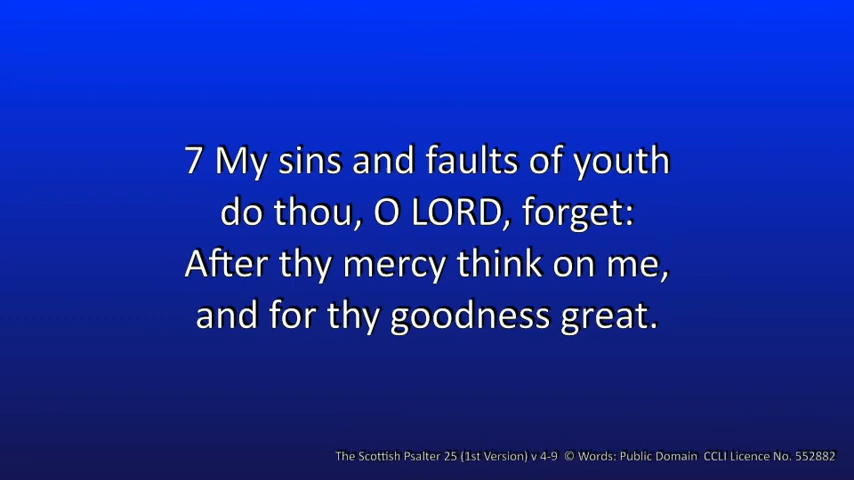 7 My sins and faults of youth
do thou, O LORD, forget:
After thy mercy think on me,
and for thy goodness great.
The Scottish Psalter 25 (1st Version) v 4-9 © Words: Public Domain CCLI Licence No. 552882